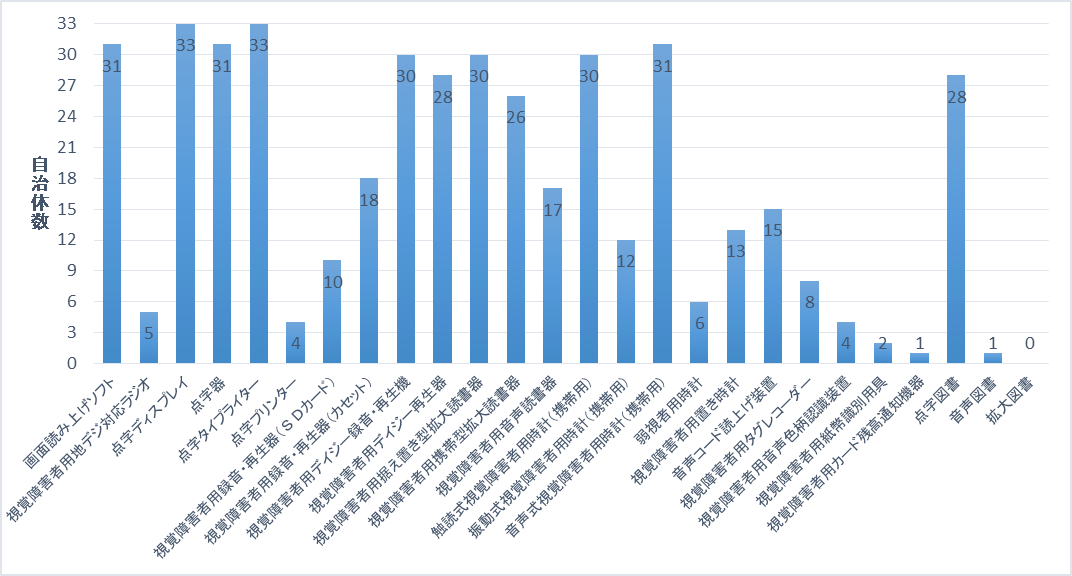 33
30
27
24
21
18
15
12
9
6
3
0
自治体数
31
5
33
31
33
4
10
18
30
28
30
26
17
30
12
31
6
13
15
8
4
2
1
28
1
0
画面読み上げソフト
視覚障害者用地デジ対応ラジオ
点字ディスプレイ
点字器
点字タイプライター
点字プリンター
視覚障害者用録音・再生器(ＳＤカード)
視覚障害者用録音・再生器(カセット)
視覚障害者用デイジー録音・再生機
視覚障害者用デイジー再生器
視覚障害者用据え置き型拡大読書器
視覚障害者用携帯型拡大読書器
視覚障害者用音声読書器
触読式視覚障害者用時計(携帯用)
振動式視覚障害者用時計(携帯用)
音声式視覚障害者用時計(携帯用)
弱視者用時計
視覚障害者用置き時計
音声コード読上げ装置
視覚障害者用タグレコーダー
視覚障害者用音声色柄認識装置
視覚障害者用紙幣識別用具
視覚障害者用カード残高通知機器
点字図書
音声図書
拡大図書